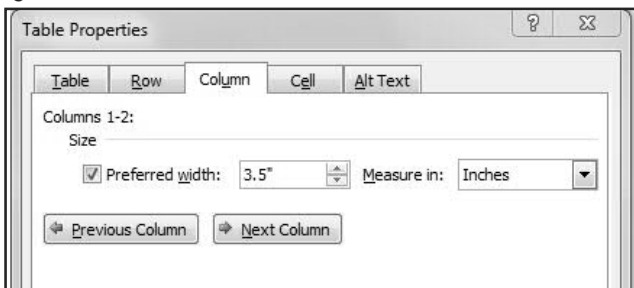 Table Properties
Table Row Column Cell Alt Text
Columns 1-2:
Size
Preferred width: 3.5" Measure in: Inches
Previous Column Next Column